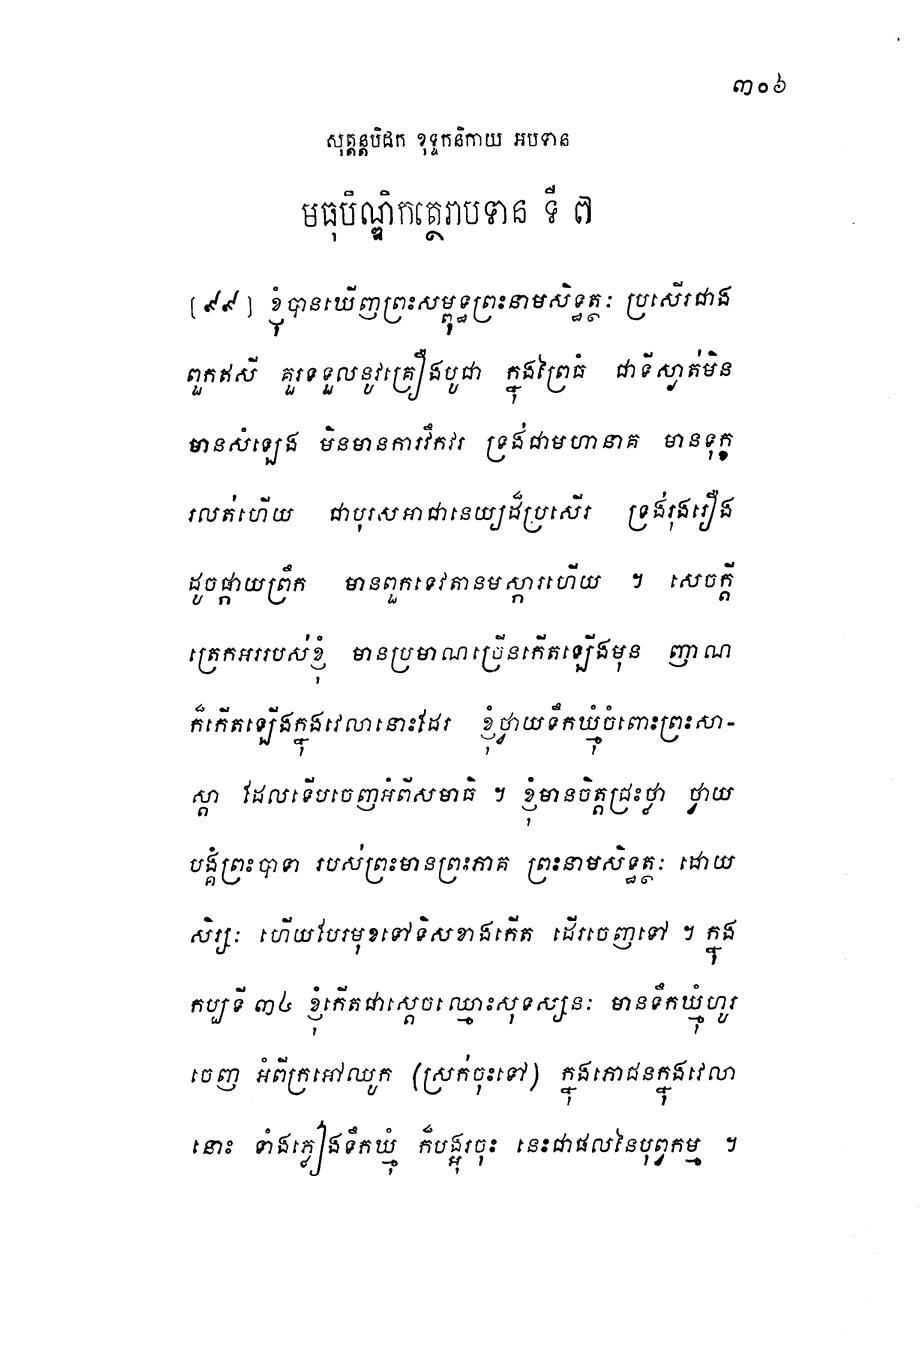 ៣០៦
សុត្តន្តបិដក ខុទ្ទកនិកាយ អបទាន
មធុបិណ្ឌិកត្ថេរាបទាន ទី ៧
[៩៩] ខ្ញុំបានឃើញព្រះសម្ពុទ្ធព្រះនាមសិទ្ធត្ថៈ ប្រសើរជាង
ពួកឥសី គួរទទួលនូវគ្រឿងបូជា ក្នុងព្រៃធំ ជាទីស្ងាត់មិន
មានសំឡេង មិនមានការវឹកវរ ទ្រង់ជាមហានាគ មានទុក្ខ
រលត់ហើយ ជាបុរសអាជានេយ្យដ៏ប្រសើរ ទ្រង់រុងរឿង
ដូចផ្កាយព្រឹក មានពួកទេវតានមស្ការហើយ ។ សេចក្តី
ត្រេកអររបស់ខ្ញុំ មានប្រមាណច្រើនកើតឡើងមុន ញាណ
ក៏កើតឡើងក្នុងវេលានោះដែរ ខ្ញុំថ្វាយទឹកឃ្មុំចំពោះព្រះសា-
ស្តា ដែលទើបចេញអំពីសមាធិ ។ ខ្ញុំមានចិត្តជ្រះថ្លា ថ្វាយ
បង្គំព្រះបាទា របស់ព្រះមានព្រះភាគ ព្រះនាមសិទ្ធត្ថៈ ដោយ
សិរ្សៈ ហើយបែរមុខទៅទិសខាងកើត ដើរចេញទៅ ។ ក្នុង
កប្បទី ៣៤ ខ្ញុំកើតជាស្តេចឈ្មោះសុទស្សនៈ មានទឹកឃ្មុំហូរ
ចេញ អំពីក្រអៅឈូក (ស្រក់ចុះទៅ) ក្នុងភោជនក្នុងវេលា
នោះ ទាំងភ្លៀងទឹកឃ្មុំ ក៏បង្អុរចុះ នេះជាផលនៃបុព្វកម្ម ។